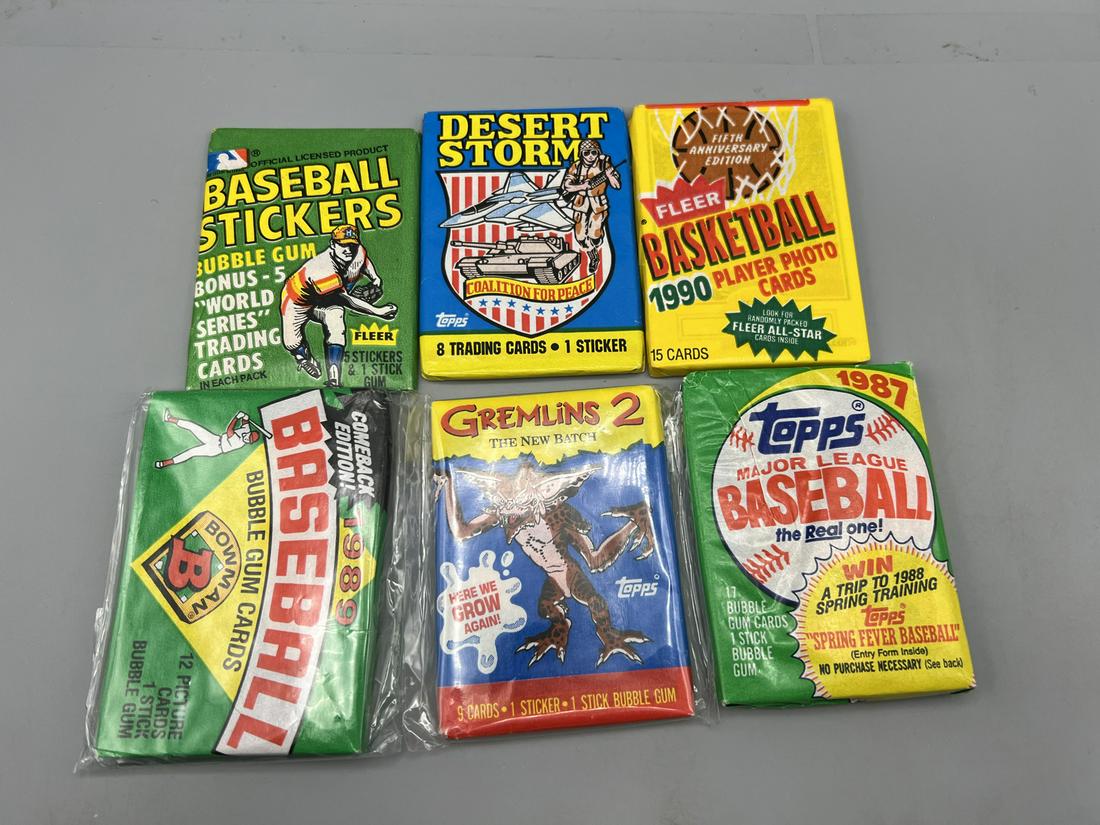 ®
OFFICIAL LICENSED PRODUCT
BASEBALL
STICKERS
BUBBLE GUM
BONUS - 5
"WORLD
SERIES"
TRADING
CARDS
IN EACH PACK
FLEER
5 STICKERS
& 1 STICK
GUM
DESERT
STORM
COALITION FOR PEACE
topps
8 TRADING CARDS • 1 STICKER
FIFTH
ANNIVERSARY
EDITION
FLEER
BASKETBALL
1990 PLAYER PHOTO
CARDS
LOOK FOR
RANDOMLY PACKED
FLEER ALL-STAR
CARDS INSIDE
15 CARDS
COMEBACK
EDITION!
1989
BASEBALL
BUBBLE GUM CARDS
B
BOWMAN
12 PICTURE
CARDS
1 STICK
BUBBLE GUM
GREMLINS 2
THE NEW BATCH
HERE WE
GROW
AGAIN!
topps
9 CARDS • 1 STICKER • 1 STICK BUBBLE GUM
1987
topps®
MAJOR LEAGUE
BASEBALL
the Real one!
WIN
A TRIP TO 1988
SPRING TRAINING
topps
"SPRING FEVER BASEBALL"
(Entry Form Inside)
NO PURCHASE NECESSARY (See back)
17
BUBBLE
GUM CARDS
1 STICK
BUBBLE
GUM